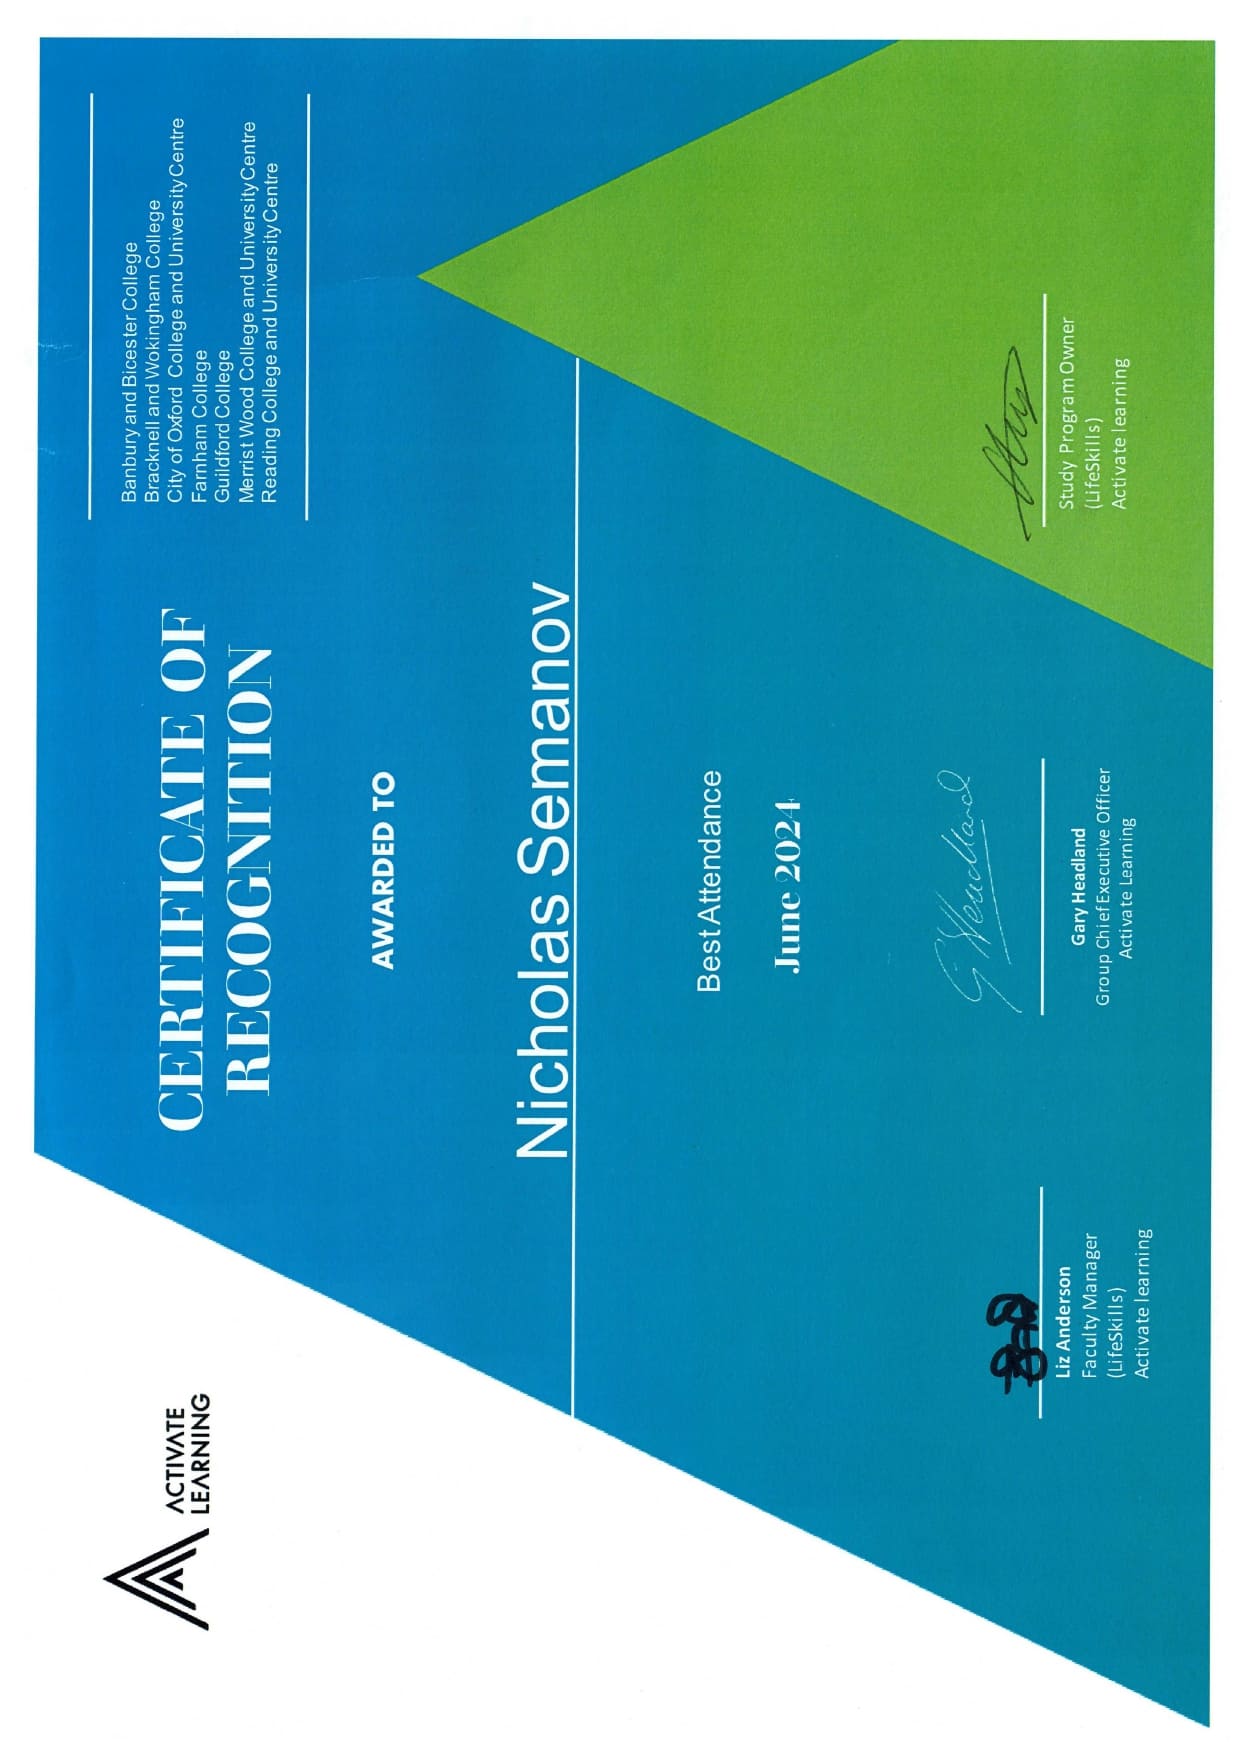 ACTIVATE
LEARNING
CERTIFICATE OF
RECOGNITION
Banbury and Bicester College
Bracknell and Wokingham College
City of Oxford College and University Centre
Farnham College
Guildford College
Merrist Wood College and University Centre
Reading College and University Centre
AWARDED TO
Nicholas Semanov
Best Attendance
June 2024
G Headland
Liz Anderson
Faculty Manager
(LifeSkills)
Activate learning
Gary Headland
Group Chief Executive Officer
Activate Learning
Study Program Owner
(LifeSkills)
Activate learning